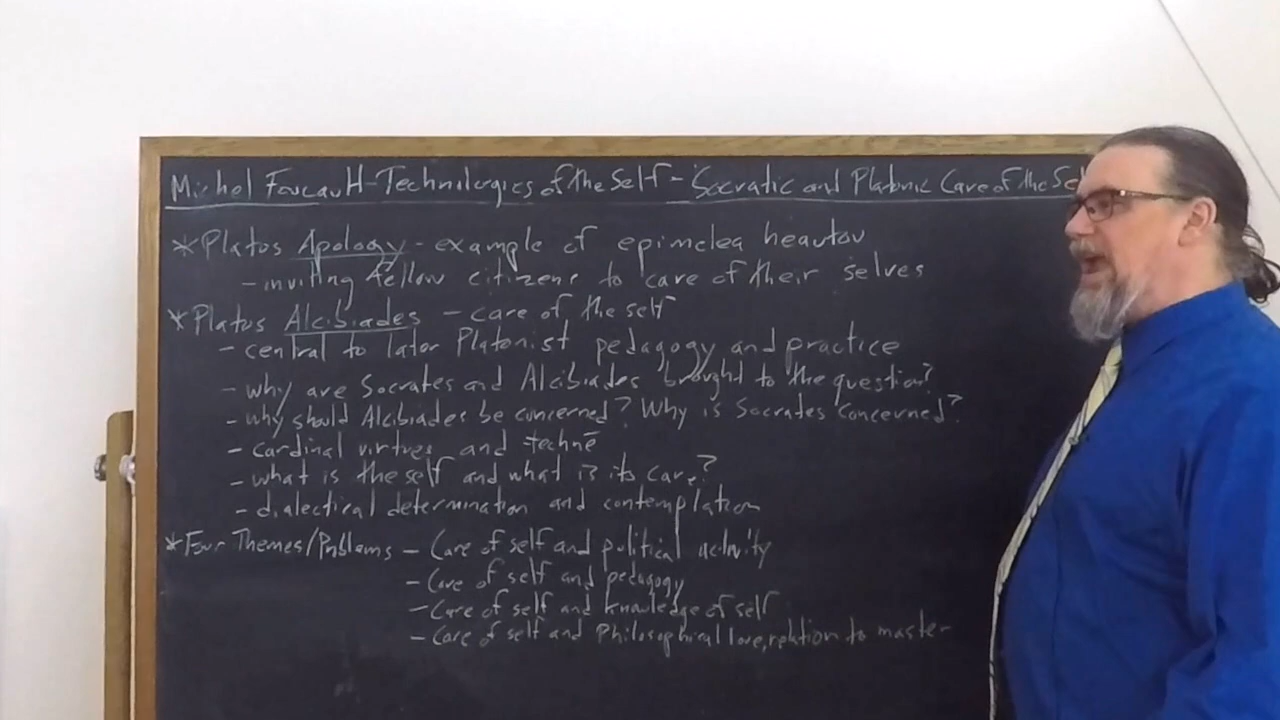 Michel Foucault - Technologies of the Self - Socratic and Platonic Care of the Se
* Platos Apology - example of epimelea heautou
- inviting fellow citizens to care of their selves
* Platos Alcibiades - care of the self
- central to later Platonist pedagogy and practice
- why are Socrates and Alcibiades brought to the question?
- why should Alcibiades be concerned? Why is Socrates concerned?
- cardinal virtues and technē
- what is the self and what is its care?
- dialectical determination and contemplation
* Four Themes/Problems - Care of self and political activity
- Care of self and pedagogy
- Care of self and knowledge of self
- Care of self and philosophical love, relation to master